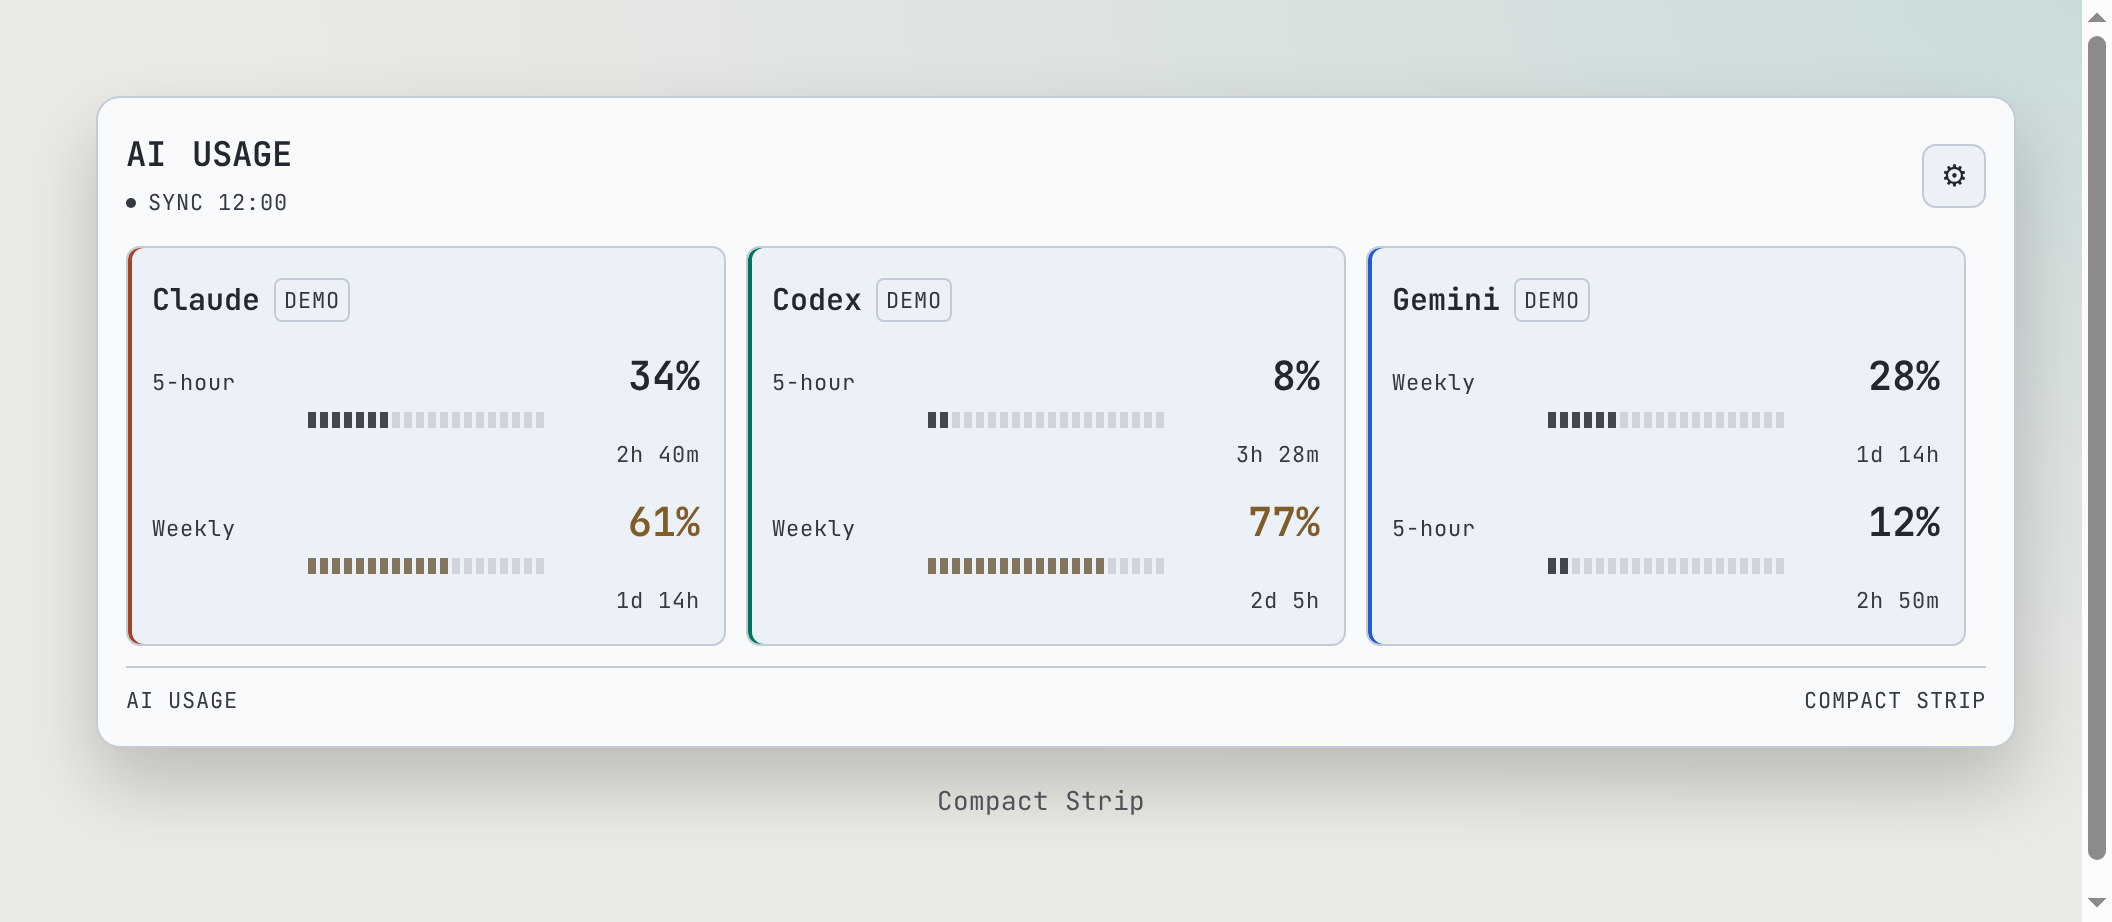 AI USAGE
SYNC 12:00
Claude DEMO
5-hour 34%
2h 40m
Weekly 61%
1d 14h
Codex DEMO
5-hour 8%
3h 28m
Weekly 77%
2d 5h
Gemini DEMO
Weekly 28%
1d 14h
5-hour 12%
2h 50m
AI USAGE
COMPACT STRIP
Compact Strip